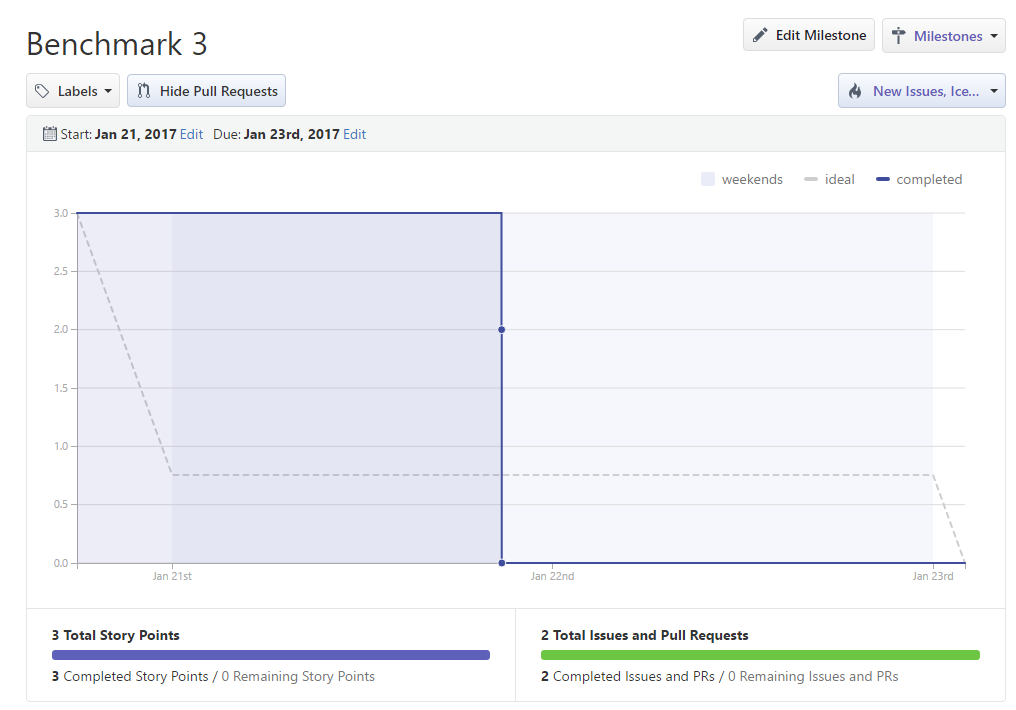 Benchmark 3
Edit Milestone
Milestones
Labels
Hide Pull Requests
New Issues, Ice...
Start: Jan 21, 2017 Edit Due: Jan 23rd, 2017 Edit
weekends ideal completed
3.0
2.5
2.0
1.5
1.0
0.5
0.0
Jan 21st Jan 22nd Jan 23rd
3 Total Story Points
3 Completed Story Points / 0 Remaining Story Points
2 Total Issues and Pull Requests
2 Completed Issues and PRs / 0 Remaining Issues and PRs